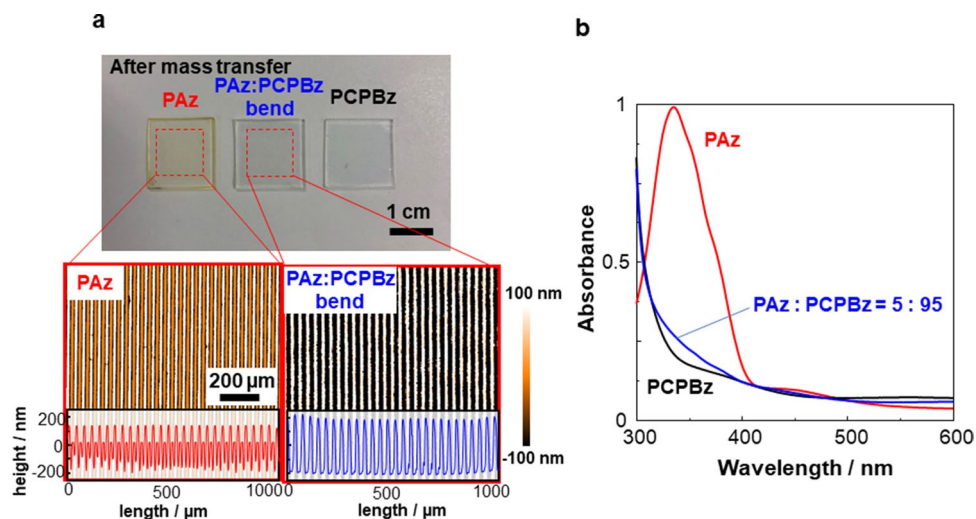 a
After mass transfer
PAz
PAz:PCPBz
bend
PCPBz
1 cm
PAz
200 µm
PAz:PCPBz
bend
100 nm
-100 nm
height / nm
200
0
-200
0
500
1000
length / µm
0
500
1000
length / µm
b
Absorbance
1
0.5
0
PAz
PAz : PCPBz = 5 : 95
PCPBz
300
400
500
600
Wavelength / nm